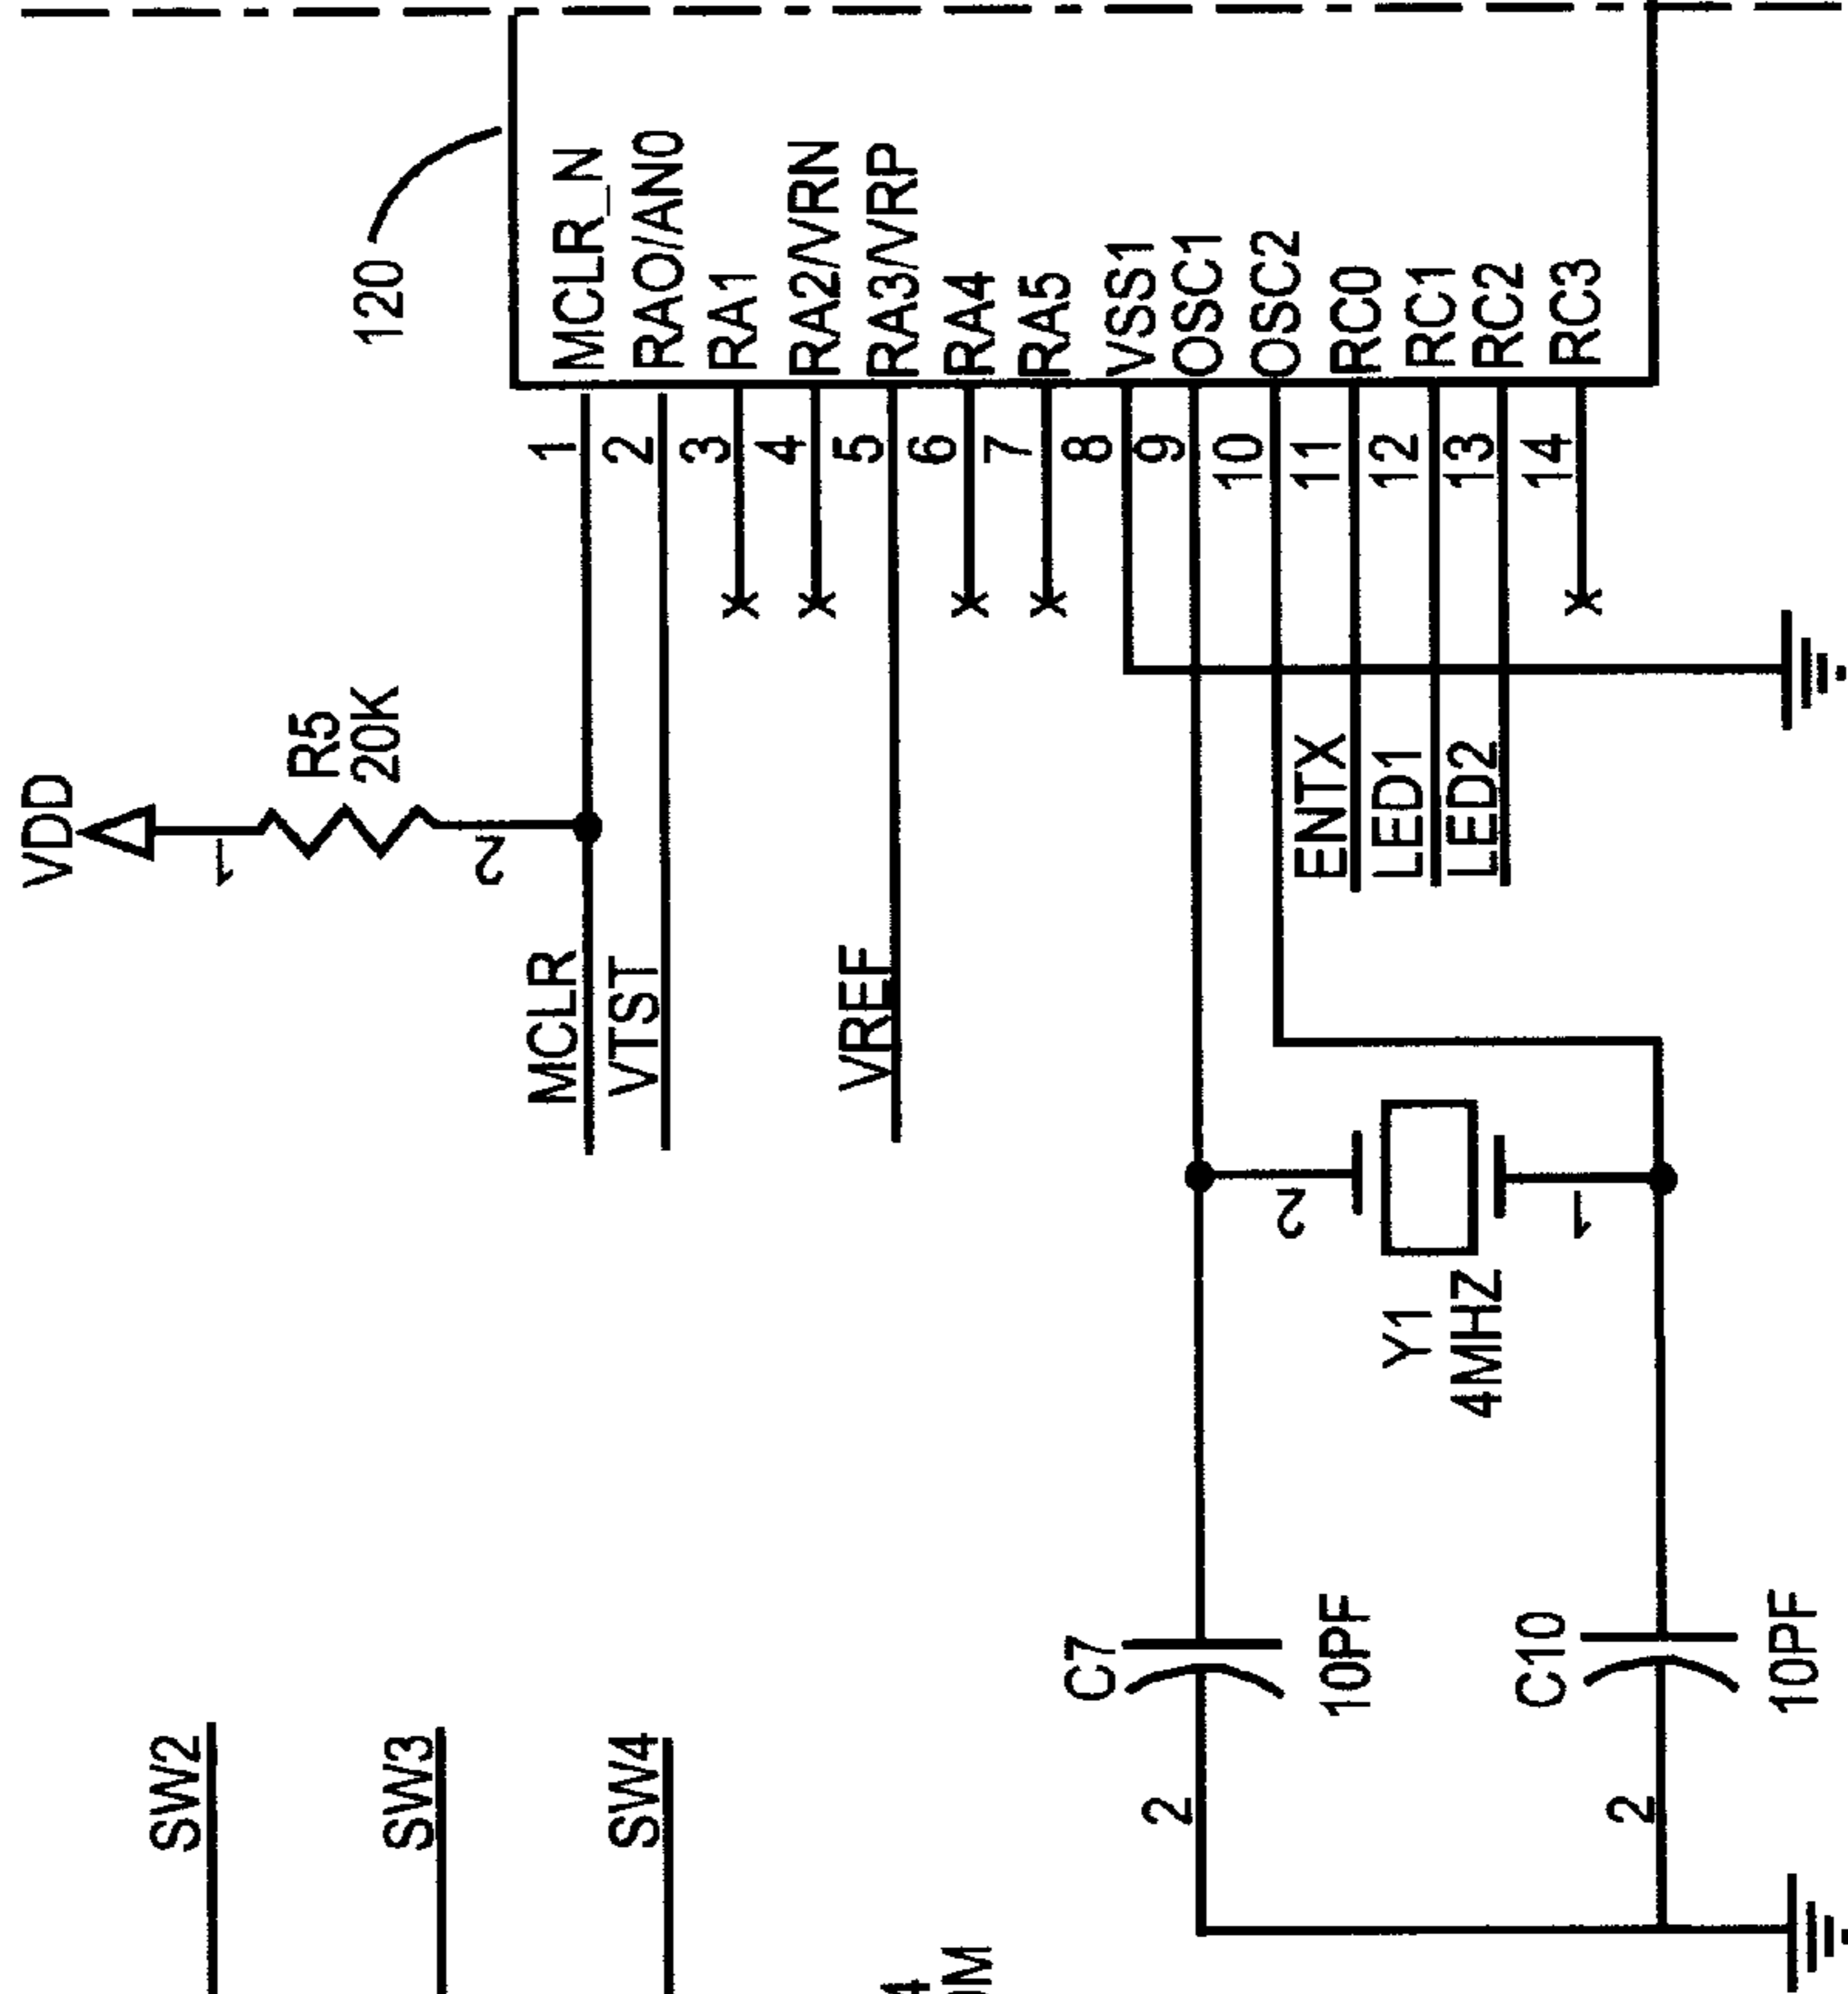 VDD
1
R5
20K
2
120
MCLR
1
MCLR_N
VTST
2
RAO/AN0
3
RA1
4
RA2/VRN
VREF
5
RA3/VRP
6
RA4
7
RA5
8
VSS1
9
OSC1
10
OSC2
ENTX
11
RC0
LED1
12
RC1
LED2
13
RC2
14
RC3
SW2
SW3
SW4
C7
10PF
2
2
Y1
4MHZ
1
C10
10PF
2